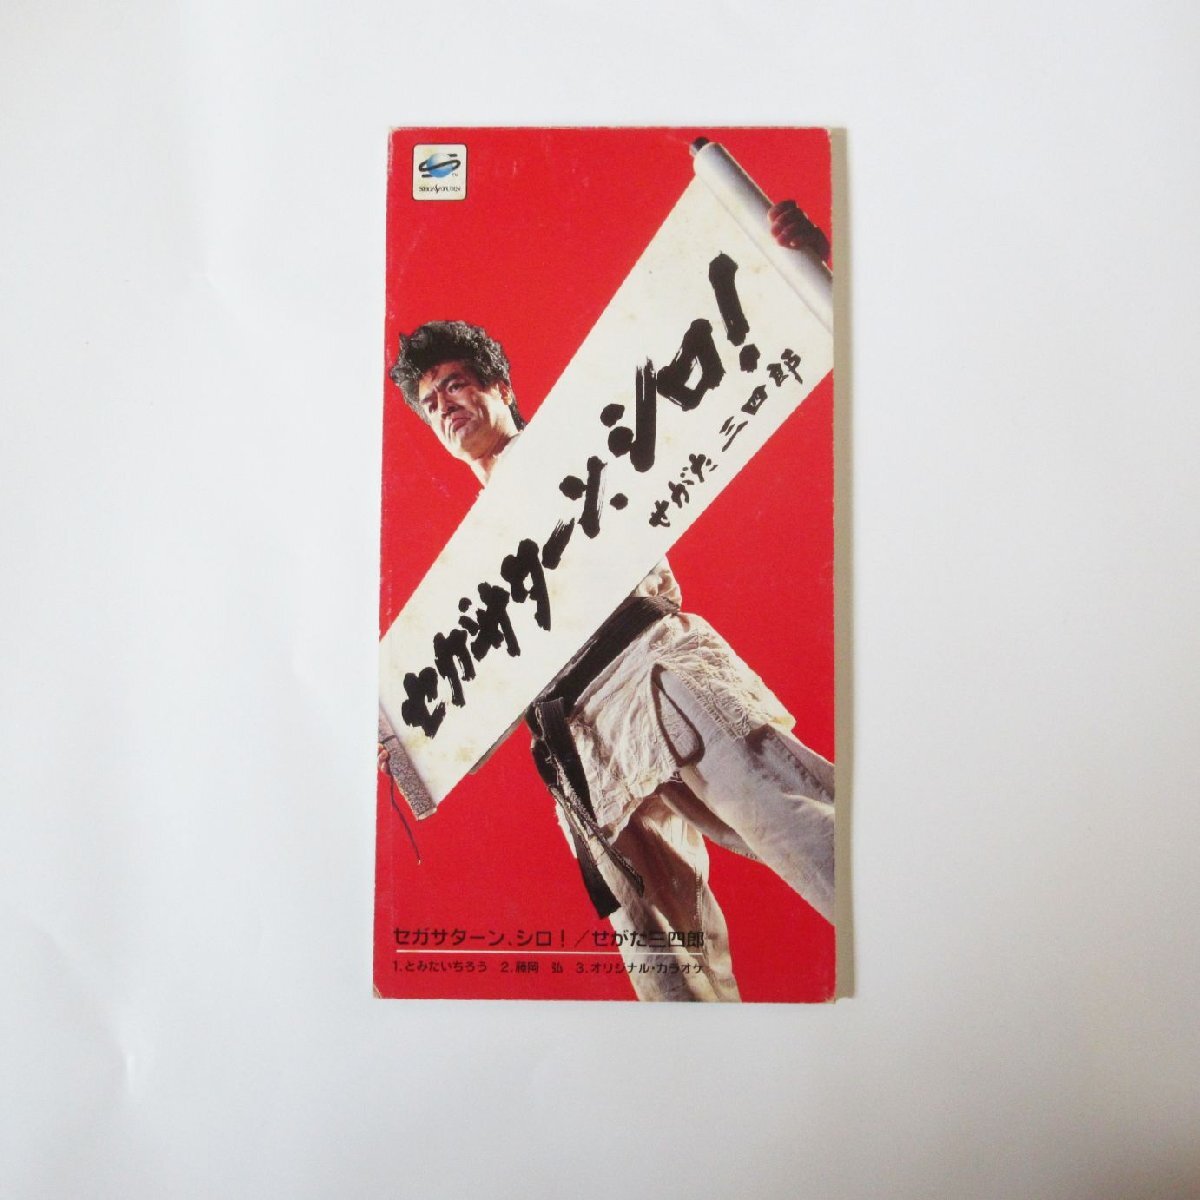 SEGA SATURN
セガサターン、シロ!
せがた三四郎
セガサターン、シロ!／せがた三四郎
1.とみたいちろう 2.藤岡 弘 3.オリジナル・カラオケ